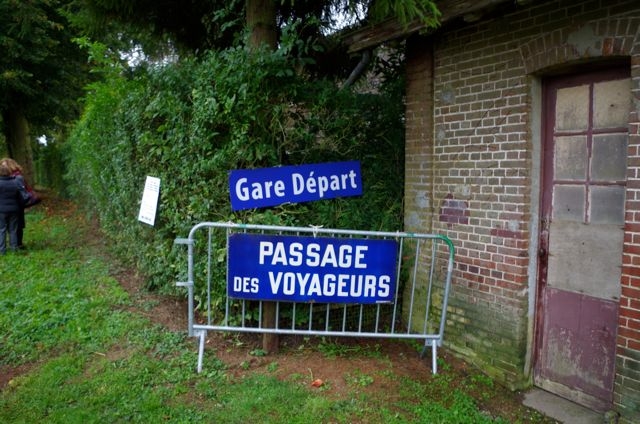 Gare Départ
PASSAGE
DES VOYAGEURS